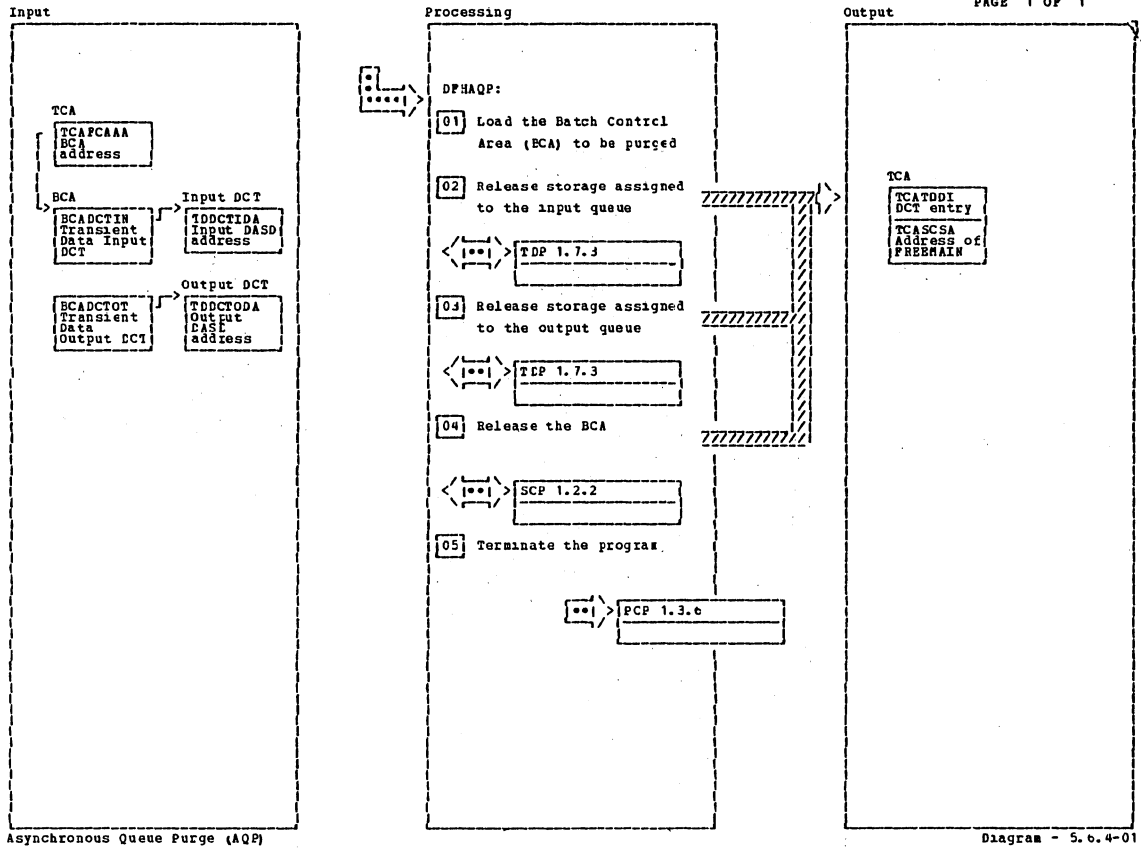 PAGE 1 OF 1
Input
Processing
Output
TCA
TCAFCAAA
BCA
address
BCA
BCADCTIN
Transient
Data Input
DCT
Input DCT
TDDCTIDA
Input DASD
address
BCADCTOT
Transient
Data
Output DCT
Output DCT
TDDCTODA
Output
DASD
address
DFHAQP:
01 Load the Batch Control
Area (BCA) to be purged
02 Release storage assigned
to the input queue
TDP 1.7.3
03 Release storage assigned
to the output queue
TDP 1.7.3
04 Release the BCA
SCP 1.2.2
05 Terminate the program
PCP 1.3.6
TCA
TCATDDI
DCT entry
TCASCSA
Address of
FREEMAIN
Asynchronous Queue Purge (AQP)
Diagram - 5.6.4-01